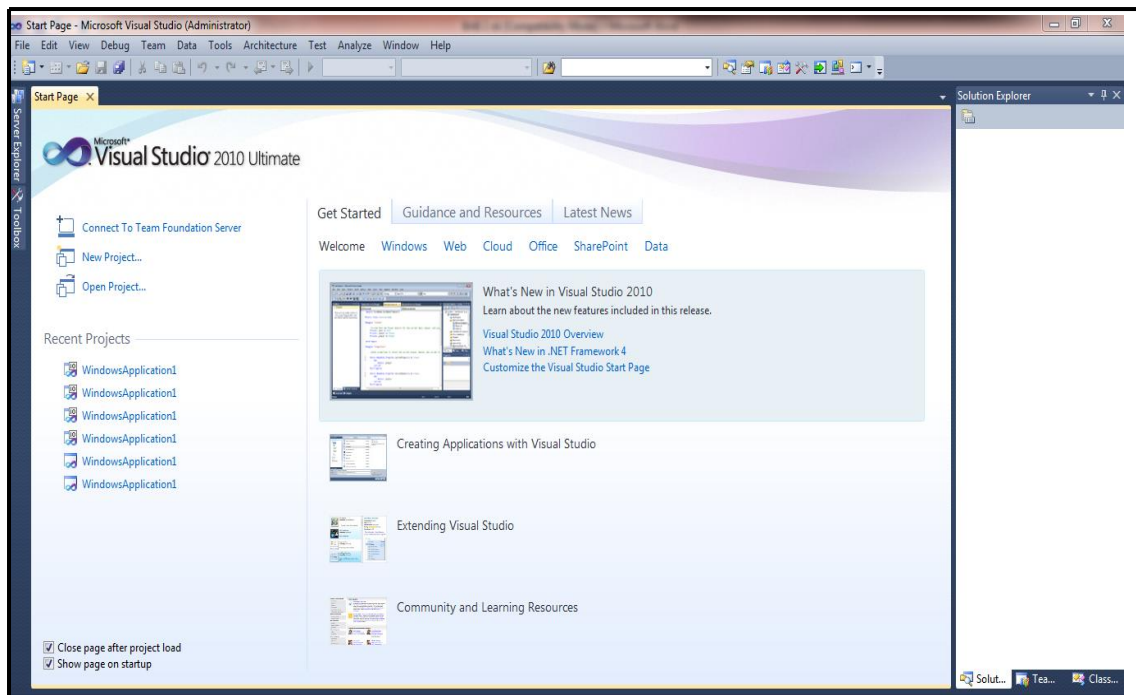 Start Page - Microsoft Visual Studio (Administrator)
File Edit View Debug Team Data Tools Architecture Test Analyze Window Help
Server Explorer
Toolbox
Start Page
Microsoft
Visual Studio 2010 Ultimate
Connect To Team Foundation Server
New Project...
Open Project...
Recent Projects
WindowsApplication1
WindowsApplication1
WindowsApplication1
WindowsApplication1
WindowsApplication1
WindowsApplication1
Close page after project load
Show page on startup
Get Started Guidance and Resources Latest News
Welcome Windows Web Cloud Office SharePoint Data
What's New in Visual Studio 2010
Learn about the new features included in this release.
Visual Studio 2010 Overview
What's New in .NET Framework 4
Customize the Visual Studio Start Page
Creating Applications with Visual Studio
Extending Visual Studio
Community and Learning Resources
Solution Explorer
Solut... Tea... Class...